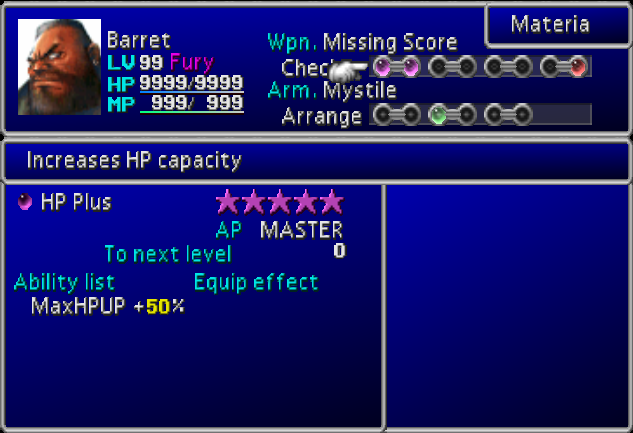 Materia
Barret
LV 99 Fury
HP 9999/9999
MP 999/ 999
Wpn. Missing Score
Check
Arm. Mystile
Arrange
Increases HP capacity
HP Plus
AP MASTER
To next level 0
Ability list Equip effect
MaxHPUP +50%